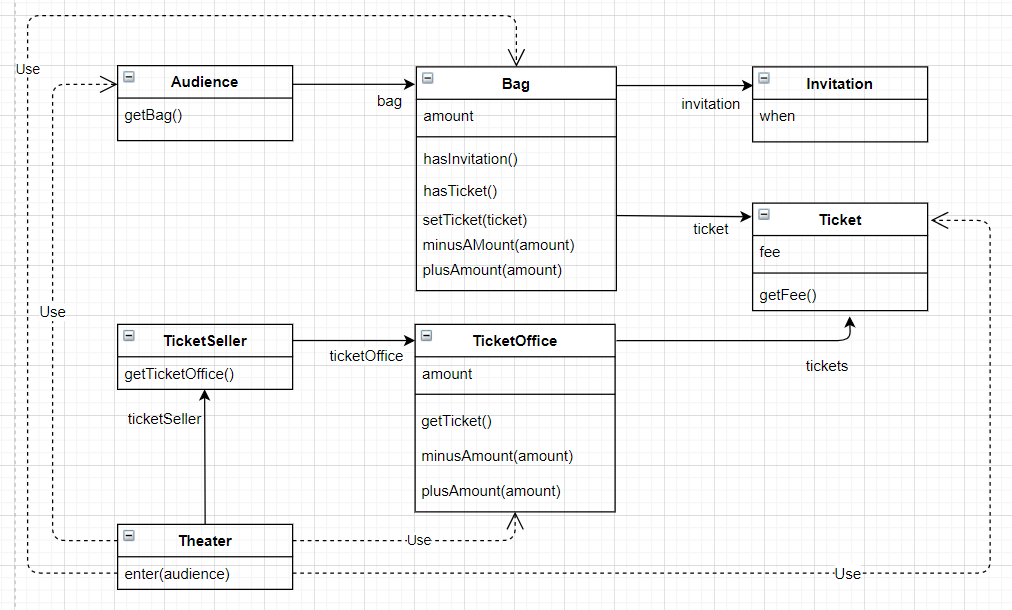 Use
Audience
getBag()
bag
Bag
amount
hasInvitation()
hasTicket()
setTicket(ticket)
minusAMount(amount)
plusAmount(amount)
invitation
Invitation
when
ticket
Ticket
fee
getFee()
Use
TicketSeller
getTicketOffice()
ticketOffice
TicketOffice
amount
getTicket()
minusAmount(amount)
plusAmount(amount)
tickets
ticketSeller
Theater
enter(audience)
Use
Use